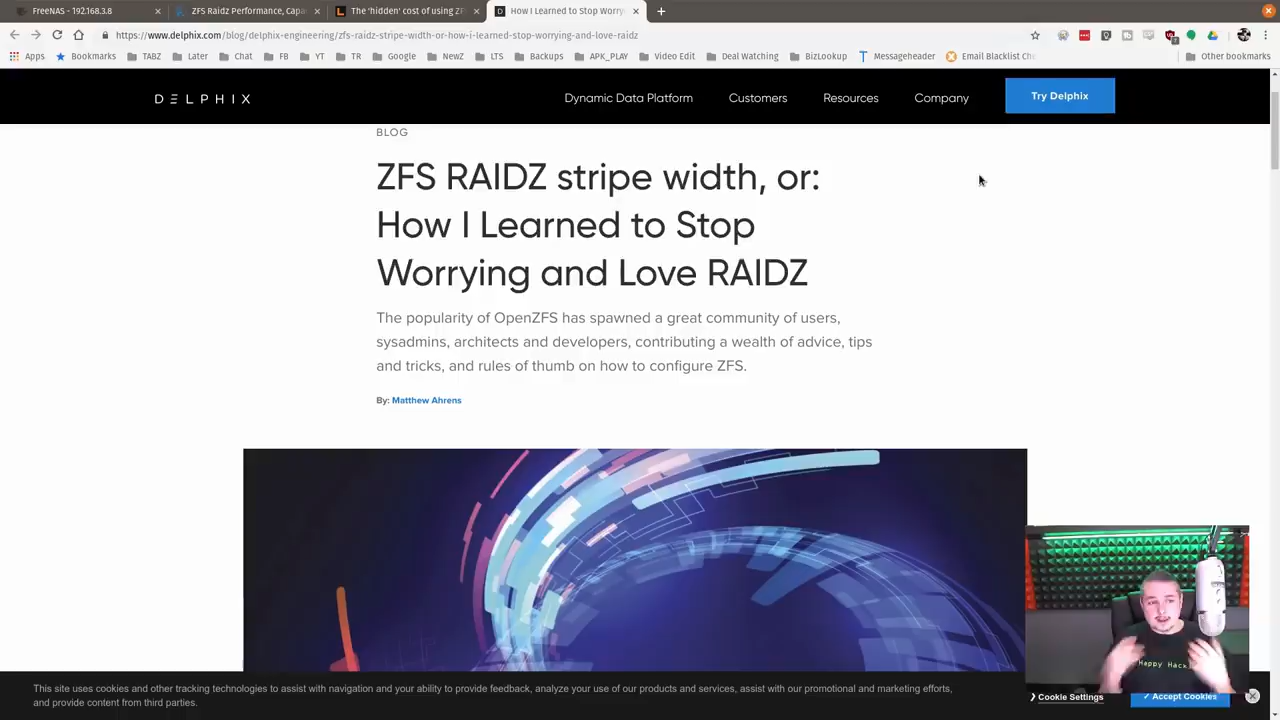 FreeNAS - 192.168.3.8
ZFS Raidz Performance, Capa
The 'hidden' cost of using ZF
How I Learned to Stop Worry
https://www.delphix.com/blog/delphix-engineering/zfs-raidz-stripe-width-or-how-i-learned-stop-worrying-and-love-raidz
Apps Bookmarks TABZ Later Chat FB YT TR Google NewZ LTS Backups APK_PLAY Video Edit Deal Watching BizLookup Messageheader Email Blacklist Che Other bookmarks
DELPHIX
Dynamic Data Platform Customers Resources Company Try Delphix
BLOG
ZFS RAIDZ stripe width, or:
How I Learned to Stop
Worrying and Love RAIDZ
The popularity of OpenZFS has spawned a great community of users,
sysadmins, architects and developers, contributing a wealth of advice, tips
and tricks, and rules of thumb on how to configure ZFS.
By: Matthew Ahrens
Happy Hack
This site uses cookies and other tracking technologies to assist with navigation and your ability to provide feedback, analyze your use of our products and services, assist with our promotional and marketing efforts,
and provide content from third parties.
Cookie Settings
✓ Accept Cookies